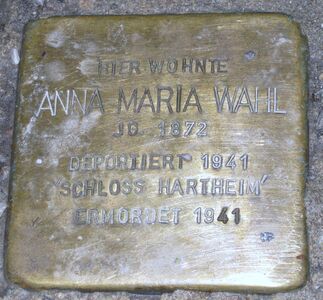 HIER WOHNTE
ANNA MARIA WAHL
JG. 1872
DEPORTIERT 1941
'SCHLOSS HARTHEIM'
ERMORDET 1941